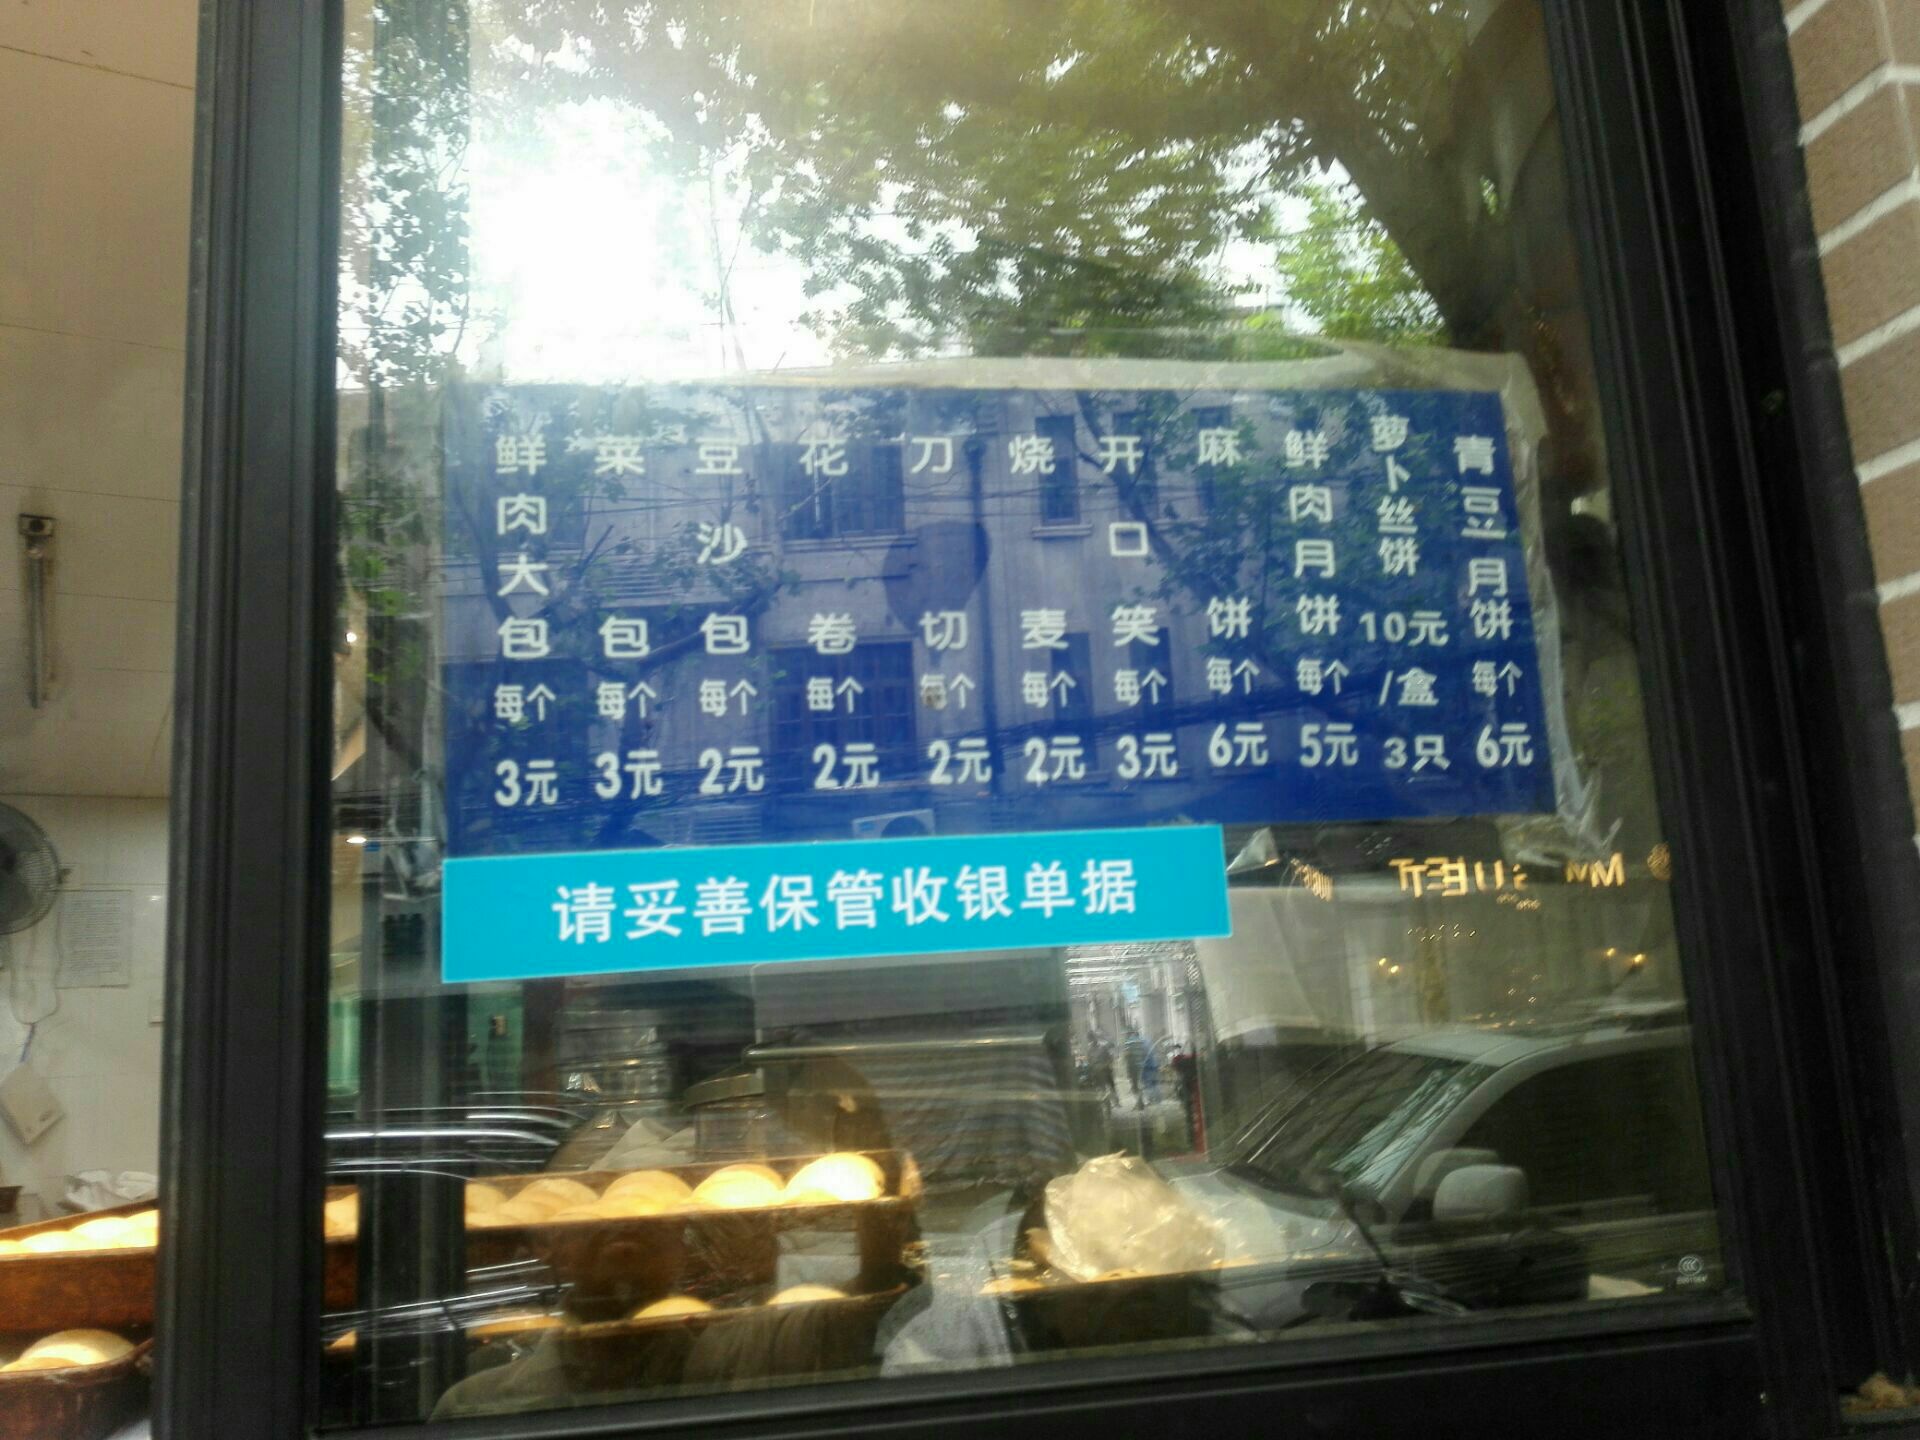 鲜肉大包每个3元
菜包每个3元
豆沙包每个2元
花卷每个2元
刀切每个2元
烧麦每个2元
开口笑每个3元
麻饼每个6元
鲜肉月饼每个5元
萝卜丝饼10元/盒3只
青豆月饼每个6元
请妥善保管收银单据